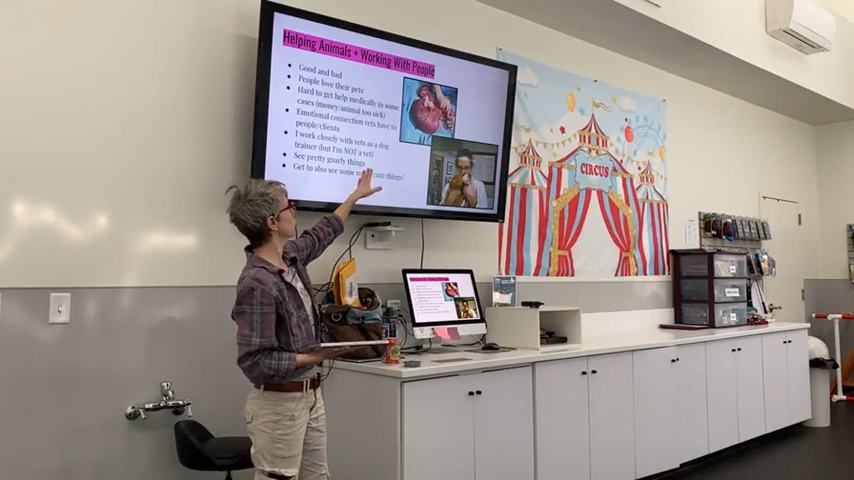 Helping Animals + Working With People
• Good and bad
• People love their pets
• Hard to get help medically in some
cases (money/animal too sick)
• Emotional connection vets have to
people/clients
• I work closely with vets as a dog
trainer (but I'm NOT a vet)
• See pretty gnarly things
• Get to also see some cute things!
CIRCUS